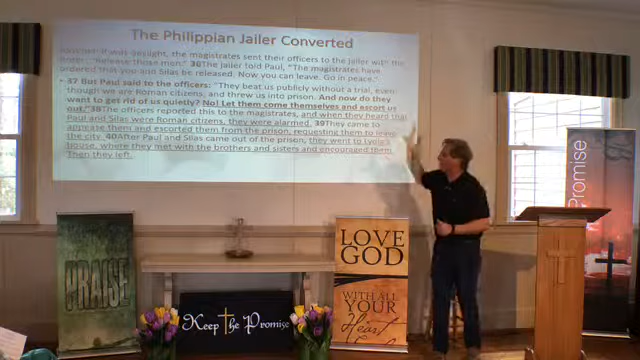 The Philippian Jailer Converted
it was daylight, the magistrates sent their officers to the jailer with the
order: "Release those men." 36The jailer told Paul, "The magistrates have
ordered that you and Silas be released. Now you can leave. Go in peace."
• 37 But Paul said to the officers: "They beat us publicly without a trial, even
though we are Roman citizens, and threw us into prison. And now do they
want to get rid of us quietly? No! Let them come themselves and escort us
out." 38The officers reported this to the magistrates, and when they heard that
Paul and Silas were Roman citizens, they were alarmed. 39They came to
appease them and escorted them from the prison, requesting them to leave
the city. 40After Paul and Silas came out of the prison, they went to Lydia's
house, where they met with the brothers and sisters and encouraged them.
Then they left.
PRAISE
Keep the Promise
LOVE
GOD
WITH ALL
YOUR
Heart
Promise